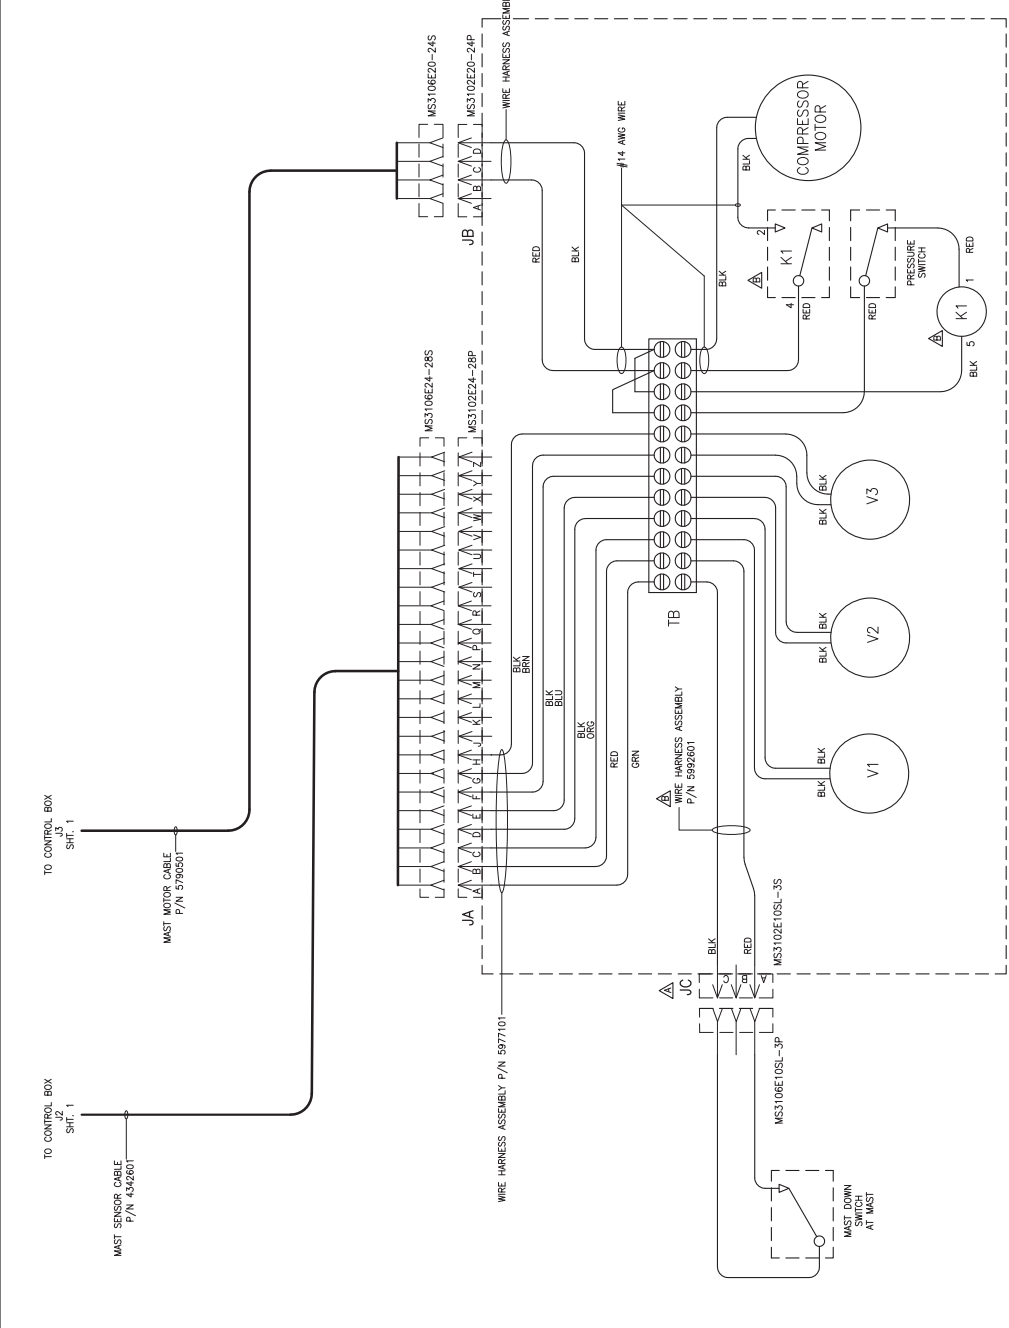 TO CONTROL BOX
J3
SHT. 1
MAST MOTOR CABLE
P/N 5790501
TO CONTROL BOX
J2
SHT. 1
MAST SENSOR CABLE
P/N 4342601
MS3106E20-24S
MS3102E20-24P
JB
A
B
C
D
WIRE HARNESS
RED
BLK
#14 AWG WIRE
COMPRESSOR
MOTOR
BLK
BLK
2
K1
B
4
RED
PRESSURE
SWITCH
RED
RED
1
K1
B
5
BLK
MS3106E24-28S
MS3102E24-28P
JA
A
B
C
D
E
F
G
H
J
K
L
M
N
P
Q
R
S
T
U
V
W
X
Y
Z
BLK
BRN
BLK
BLU
BLK
ORG
RED
GRN
TB
BLK
BLK
V3
BLK
BLK
V2
BLK
BLK
V1
B
WIRE HARNESS ASSEMBLY
P/N 5992601
WIRE HARNESS ASSEMBLY P/N 5977101
BLK
RED
MS3102E10SL-3S
A
JC
C
B
A
MS3106E10SL-3P
MAST DOWN
SWITCH
AT MAST